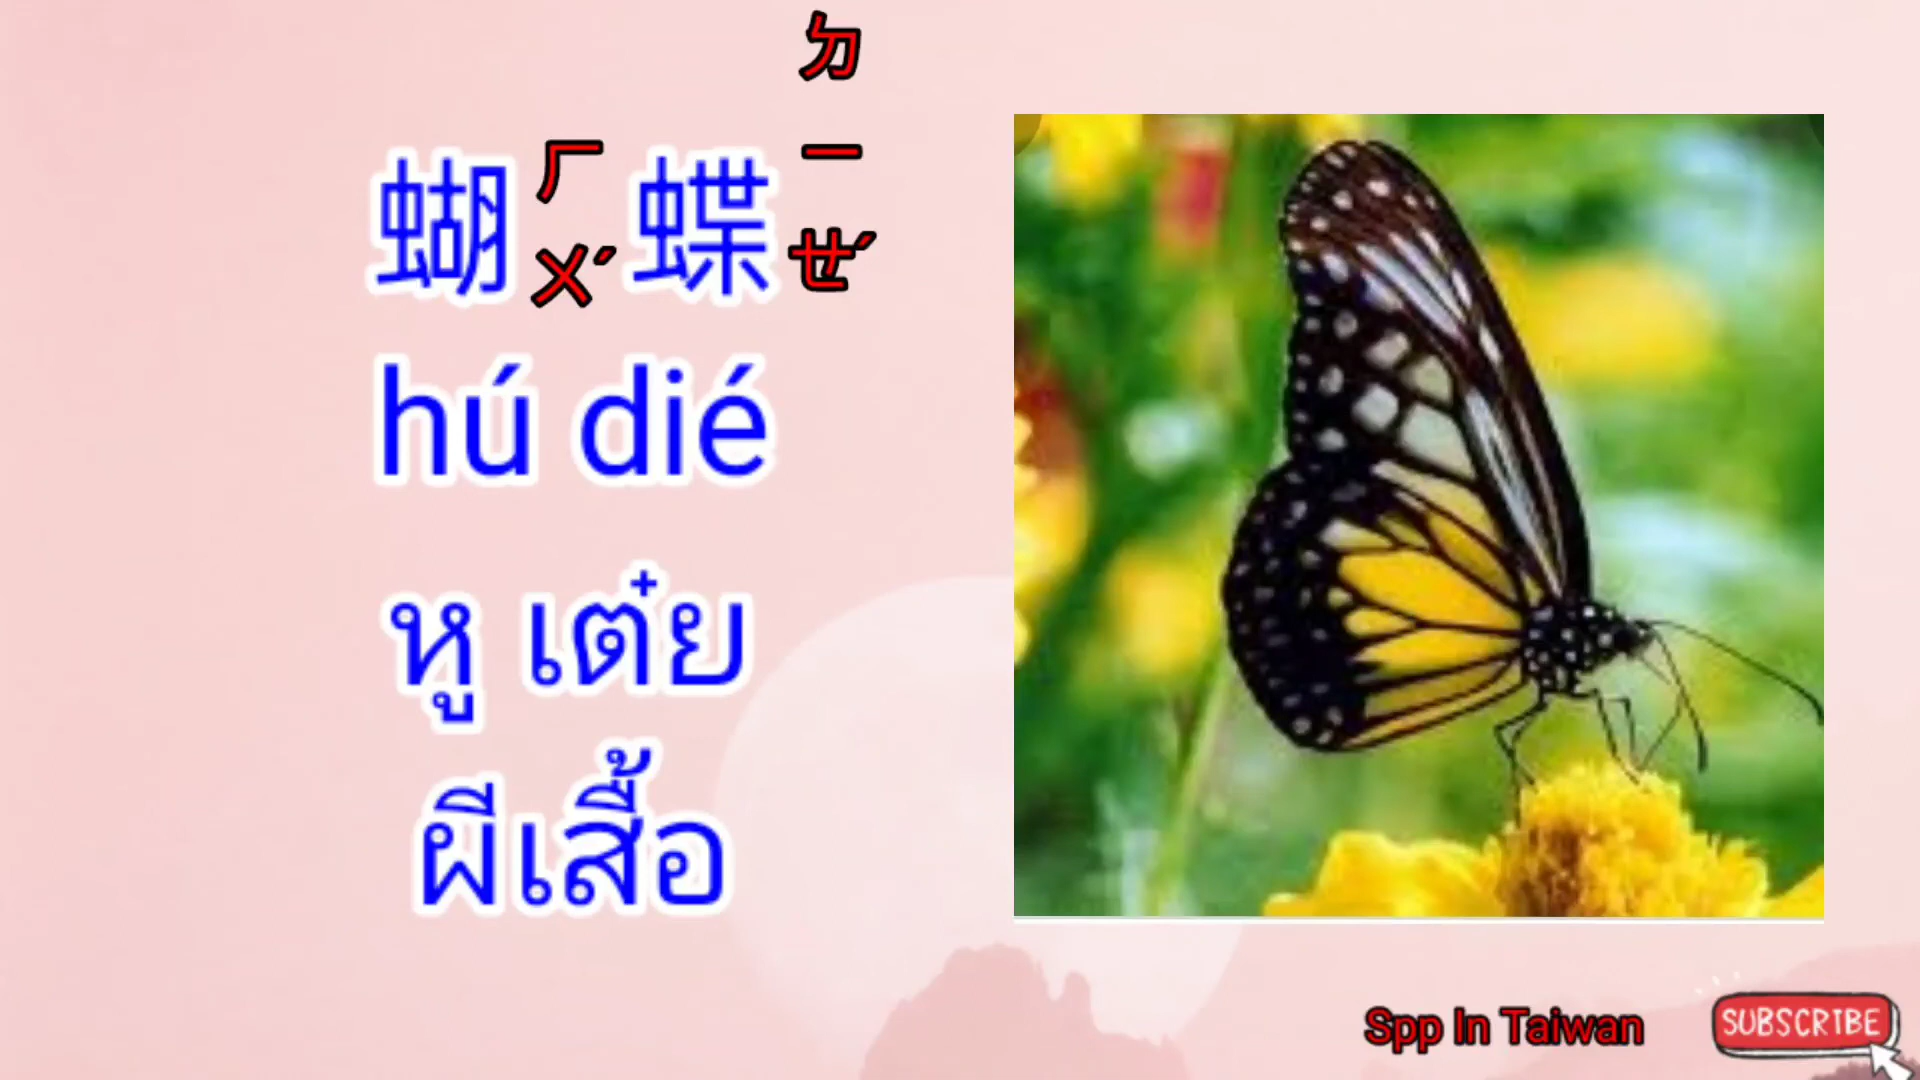 蝴ㄏㄨˊ蝶ㄉㄧㄝˊ
hú dié
หู เต๋ย
ผีเสื้อ
Spp In Taiwan
SUBSCRIBE